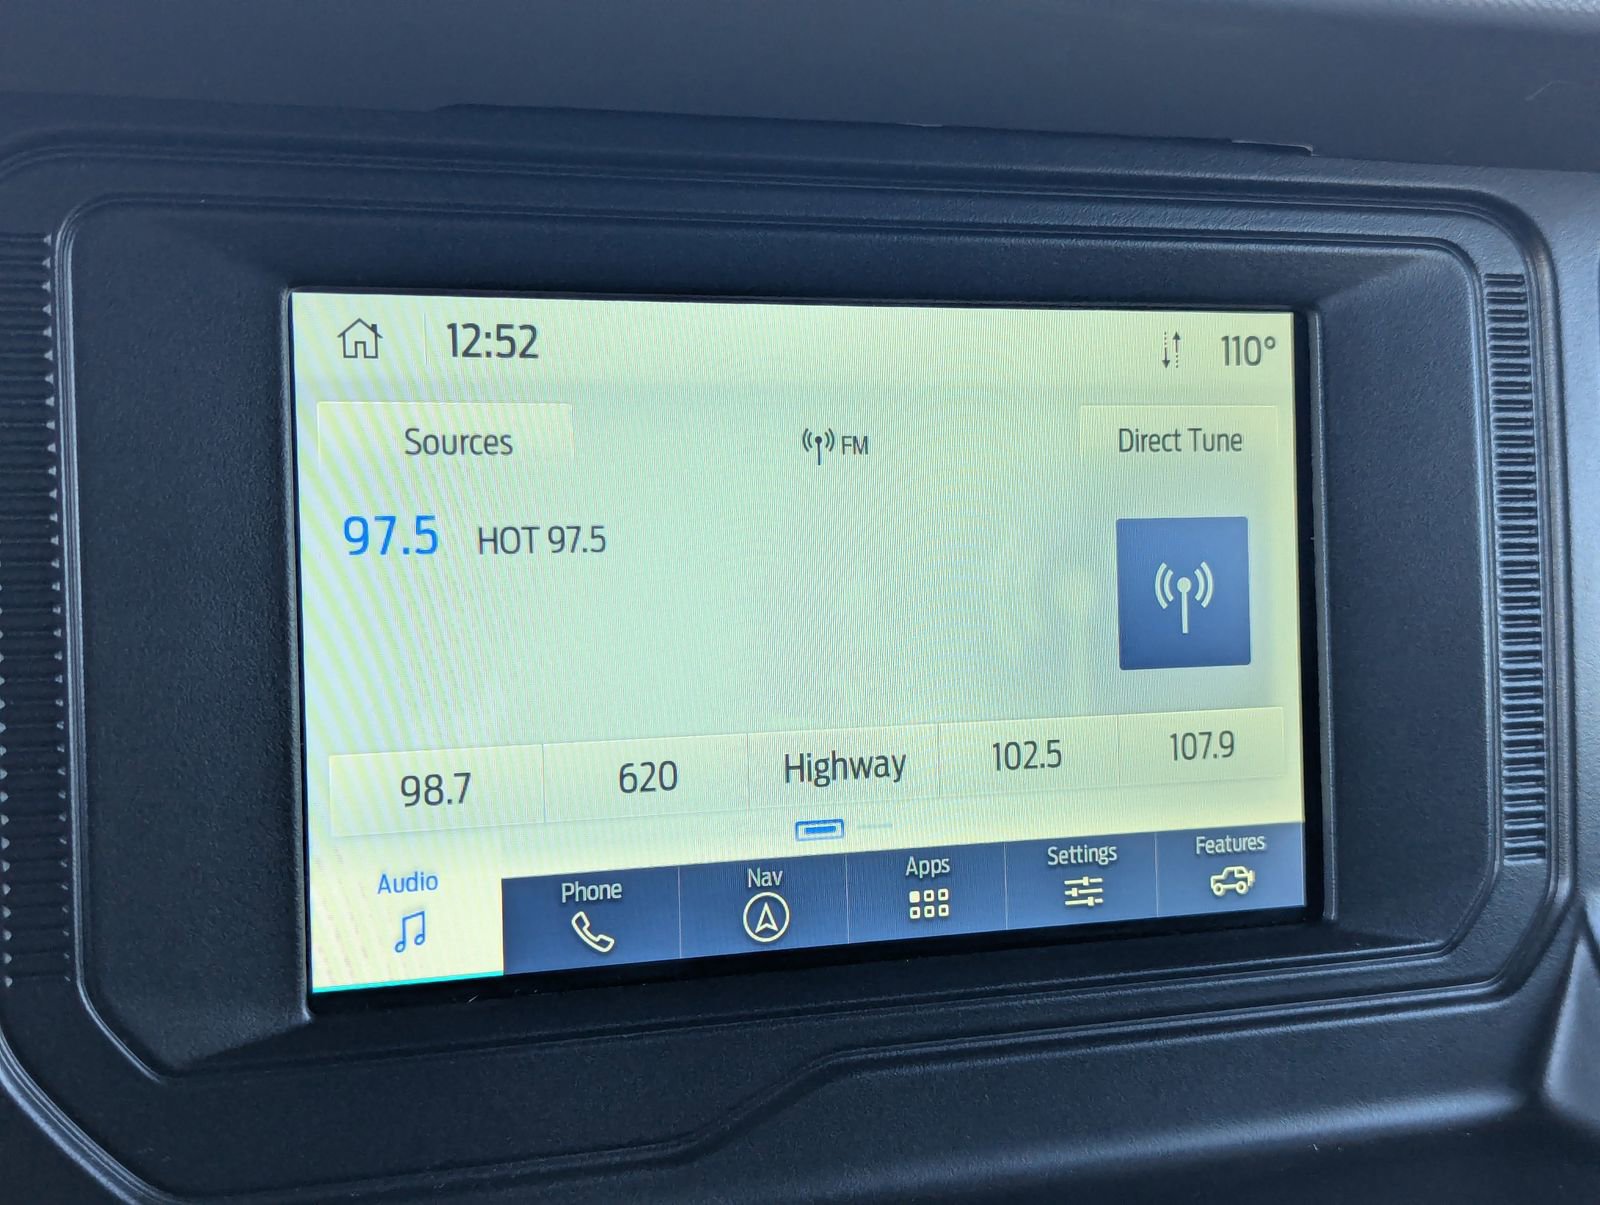 12:52 110°
Sources FM Direct Tune
97.5 HOT 97.5
98.7 620 Highway 102.5 107.9
Audio Phone Nav Apps Settings Features